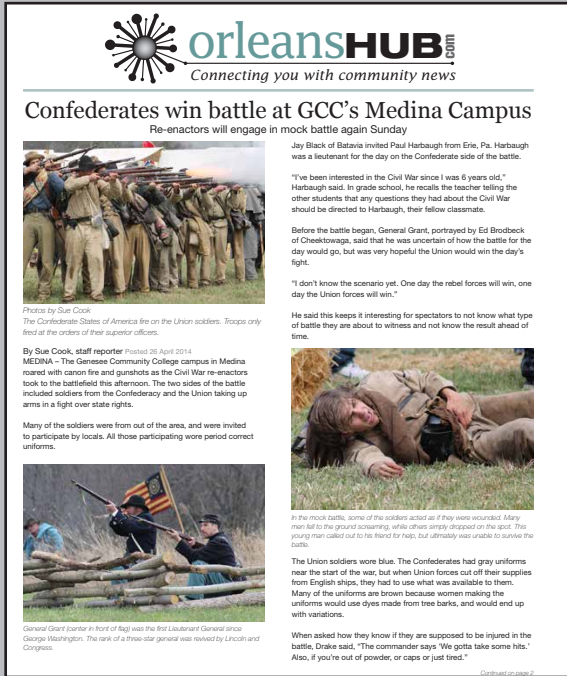 orleansHUB.com
Connecting you with community news
Confederates win battle at GCC's Medina Campus
Re-enactors will engage in mock battle again Sunday
Photos by Sue Cook
The Confederate States of America fire on the Union soldiers. Troops only
fired at the orders of their superior officers.
By Sue Cook, staff reporter Posted 26 April 2014
MEDINA – The Genesee Community College campus in Medina
roared with canon fire and gunshots as the Civil War re-enactors
took to the battlefield this afternoon. The two sides of the battle
included soldiers from the Confederacy and the Union taking up
arms in a fight over state rights.
Many of the soldiers were from out of the area, and were invited
to participate by locals. All those participating wore period correct
uniforms.
General Grant (center in front of flag) was the first Lieutenant General since
George Washington. The rank of a three-star general was revived by Lincoln and
Congress.
Jay Black of Batavia invited Paul Harbaugh from Erie, Pa. Harbaugh
was a lieutenant for the day on the Confederate side of the battle.
“I’ve been interested in the Civil War since I was 6 years old,”
Harbaugh said. In grade school, he recalls the teacher telling the
other students that any questions they had about the Civil War
should be directed to Harbaugh, their fellow classmate.
Before the battle began, General Grant, portrayed by Ed Brodbeck
of Cheektowaga, said that he was uncertain of how the battle for the
day would go, but was very hopeful the Union would win the day’s
fight.
“I don’t know the scenario yet. One day the rebel forces will win, one
day the Union forces will win.”
He said this keeps it interesting for spectators to not know what type
of battle they are about to witness and not know the result ahead of
time.
In the mock battle, some of the soldiers acted as if they were wounded. Many
men fell to the ground screaming, while others simply dropped on the spot. This
young man called out to his friend for help, but ultimately was unable to survive the
battle.
The Union soldiers wore blue. The Confederates had gray uniforms
near the start of the war, but when Union forces cut off their supplies
from English ships, they had to use what was available to them.
Many of the uniforms are brown because women making the
uniforms would use dyes made from tree barks, and would end up
with variations.
When asked how they know if they are supposed to be injured in the
battle, Drake said, “The commander says ‘We gotta take some hits.’
Also, if you’re out of powder, or caps or just tired.”
Continued on page 2